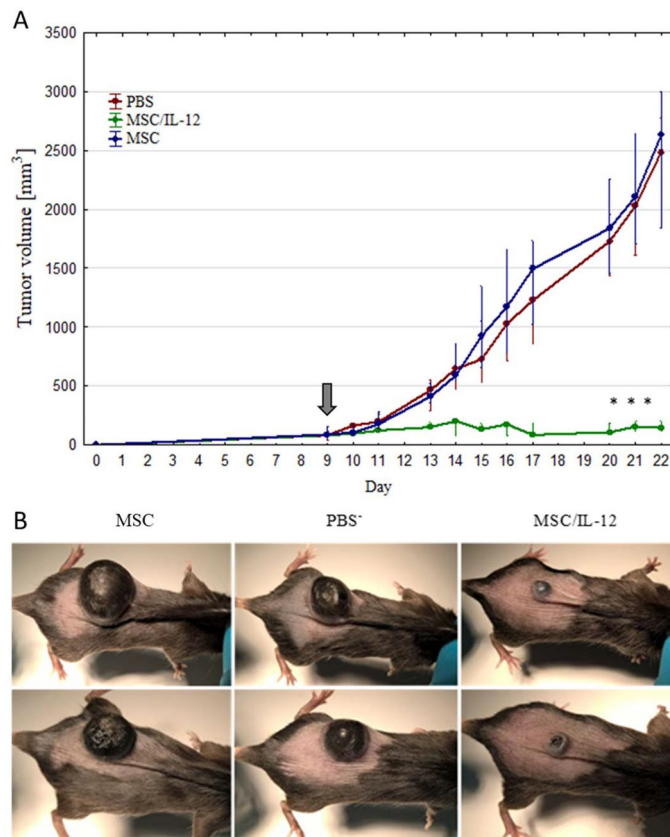 A
3500
3000
2500
2000
1500
1000
500
0
Tumor volume [mm³]
PBS
MSC/IL-12
MSC
* * *
0 1 2 3 4 5 6 7 8 9 10 11 12 13 14 15 16 17 18 19 20 21 22
Day
B
MSC PBS⁻ MSC/IL-12